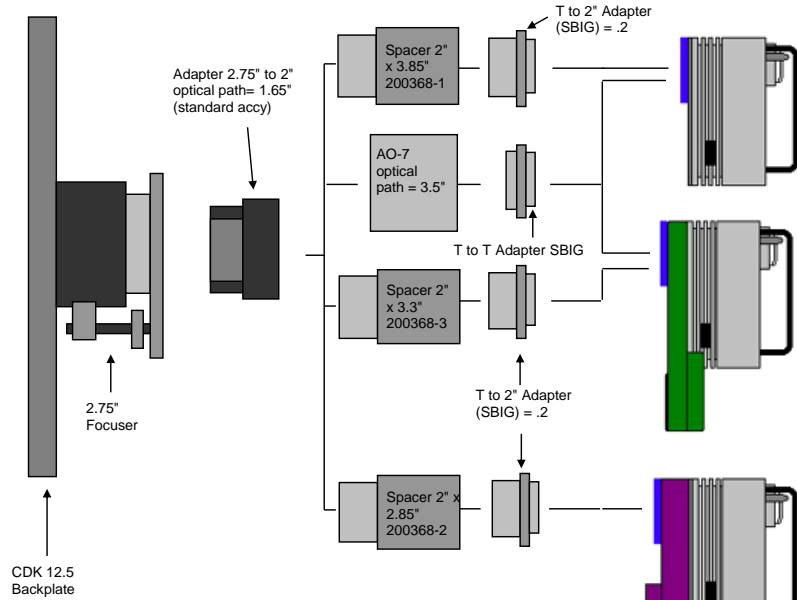 T to 2" Adapter
(SBIG) = .2
Adapter 2.75" to 2"
optical path= 1.65"
(standard accy)
Spacer 2"
x 3.85"
200368-1
AO-7
optical
path = 3.5"
T to T Adapter SBIG
Spacer 2"
x 3.3"
200368-3
2.75"
Focuser
T to 2" Adapter
(SBIG) = .2
Spacer 2" x
2.85"
200368-2
CDK 12.5
Backplate